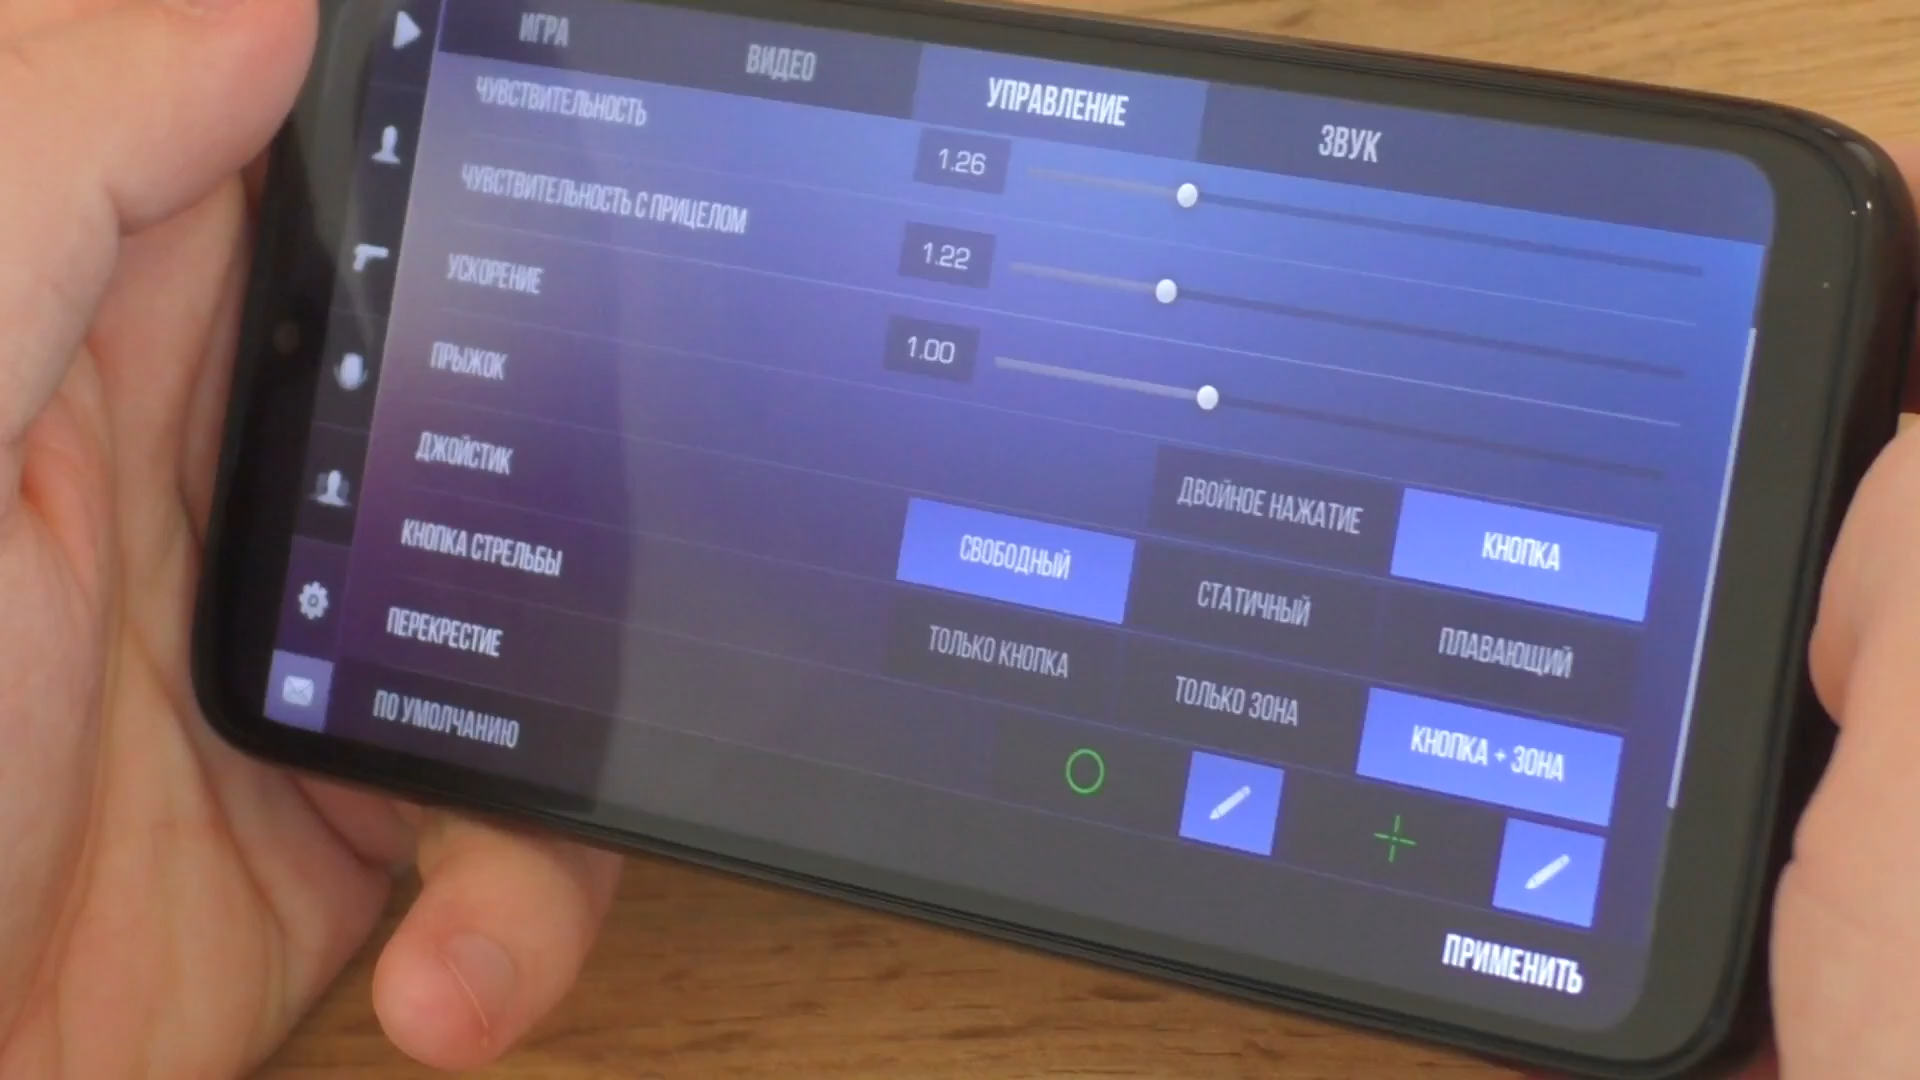 ИГРА
ВИДЕО
УПРАВЛЕНИЕ
ЗВУК
ЧУВСТВИТЕЛЬНОСТЬ
1.26
ЧУВСТВИТЕЛЬНОСТЬ С ПРИЦЕЛОМ
1.22
УСКОРЕНИЕ
1.00
ПРЫЖОК
ДВОЙНОЕ НАЖАТИЕ
КНОПКА
ДЖОЙСТИК
СВОБОДНЫЙ
СТАТИЧНЫЙ
ПЛАВАЮЩИЙ
КНОПКА СТРЕЛЬБЫ
ТОЛЬКО КНОПКА
ТОЛЬКО ЗОНА
КНОПКА + ЗОНА
ПЕРЕКРЕСТИЕ
ПО УМОЛЧАНИЮ
ПРИМЕНИТЬ